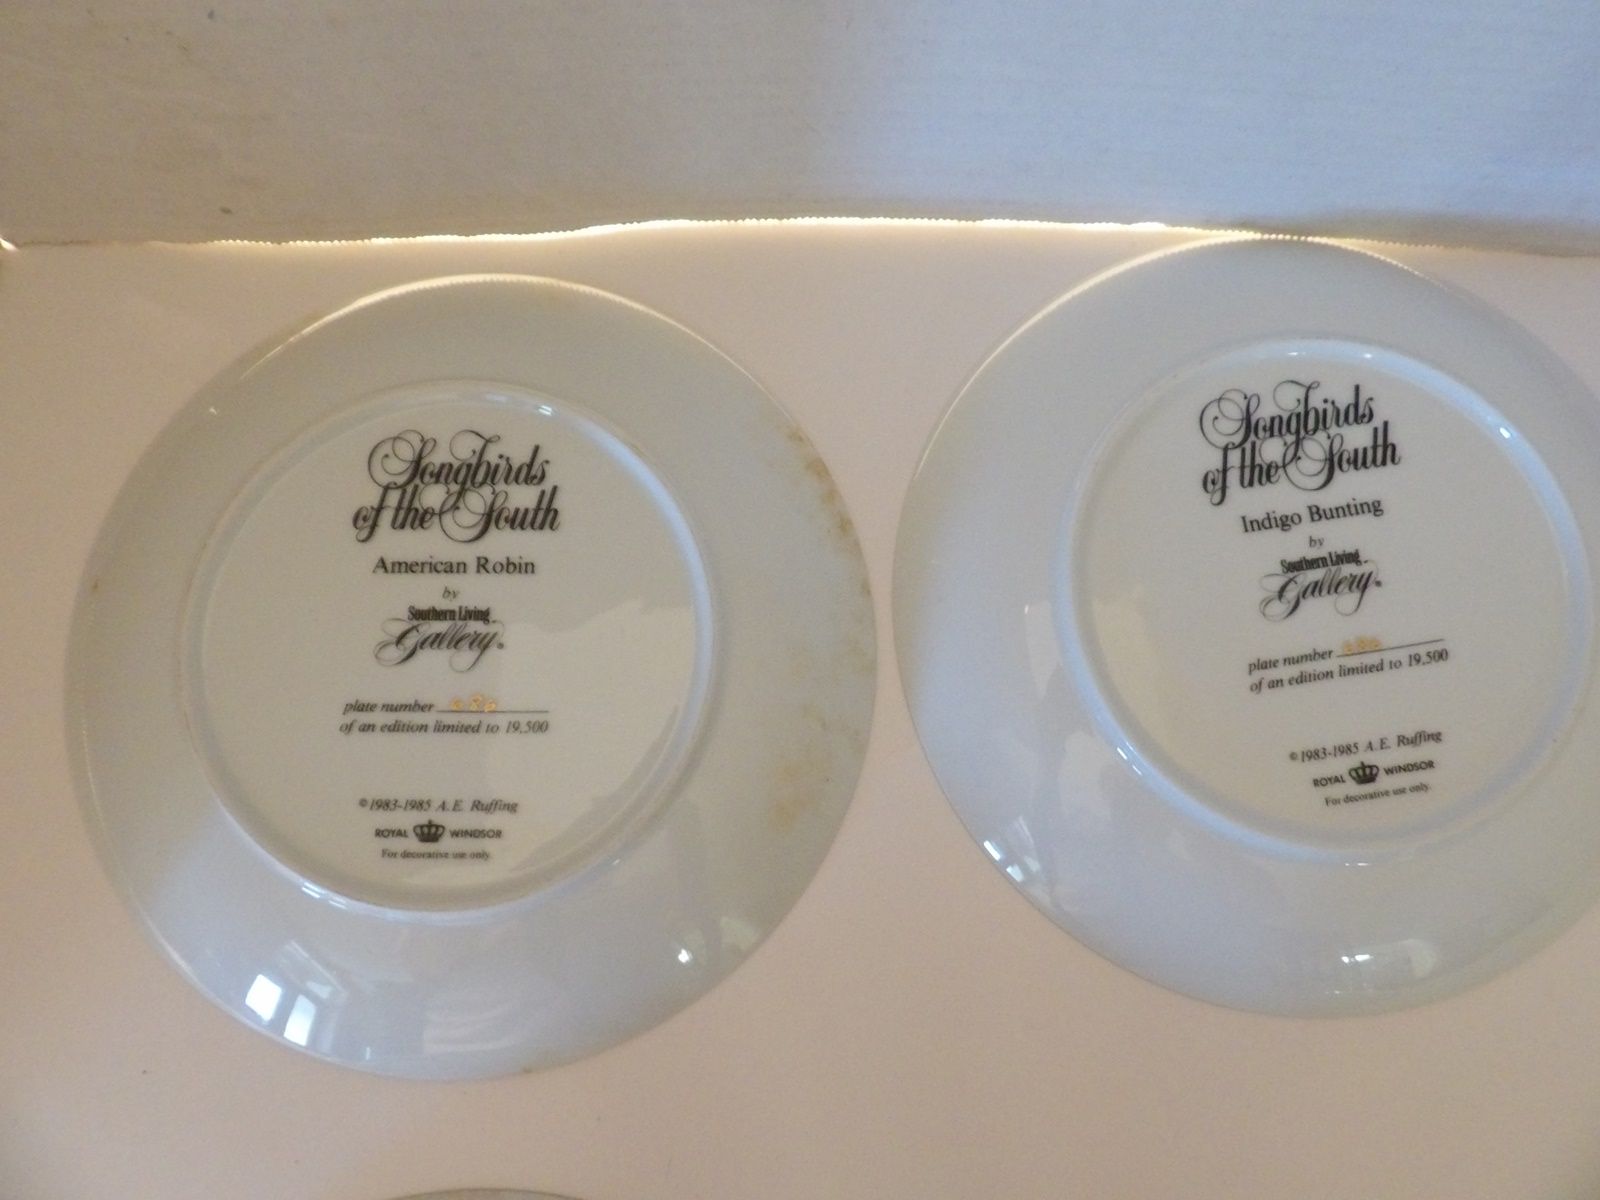 Songbirds
of the South
American Robin
by
Southern Living
Gallery®
plate number
of an edition limited to 19,500
© 1983-1985 A. E. Ruffing
ROYAL WINDSOR
For decorative use only.
Songbirds
of the South
Indigo Bunting
by
Southern Living
Gallery®
plate number
of an edition limited to 19,500
© 1983-1985 A. E. Ruffing
ROYAL WINDSOR
For decorative use only.